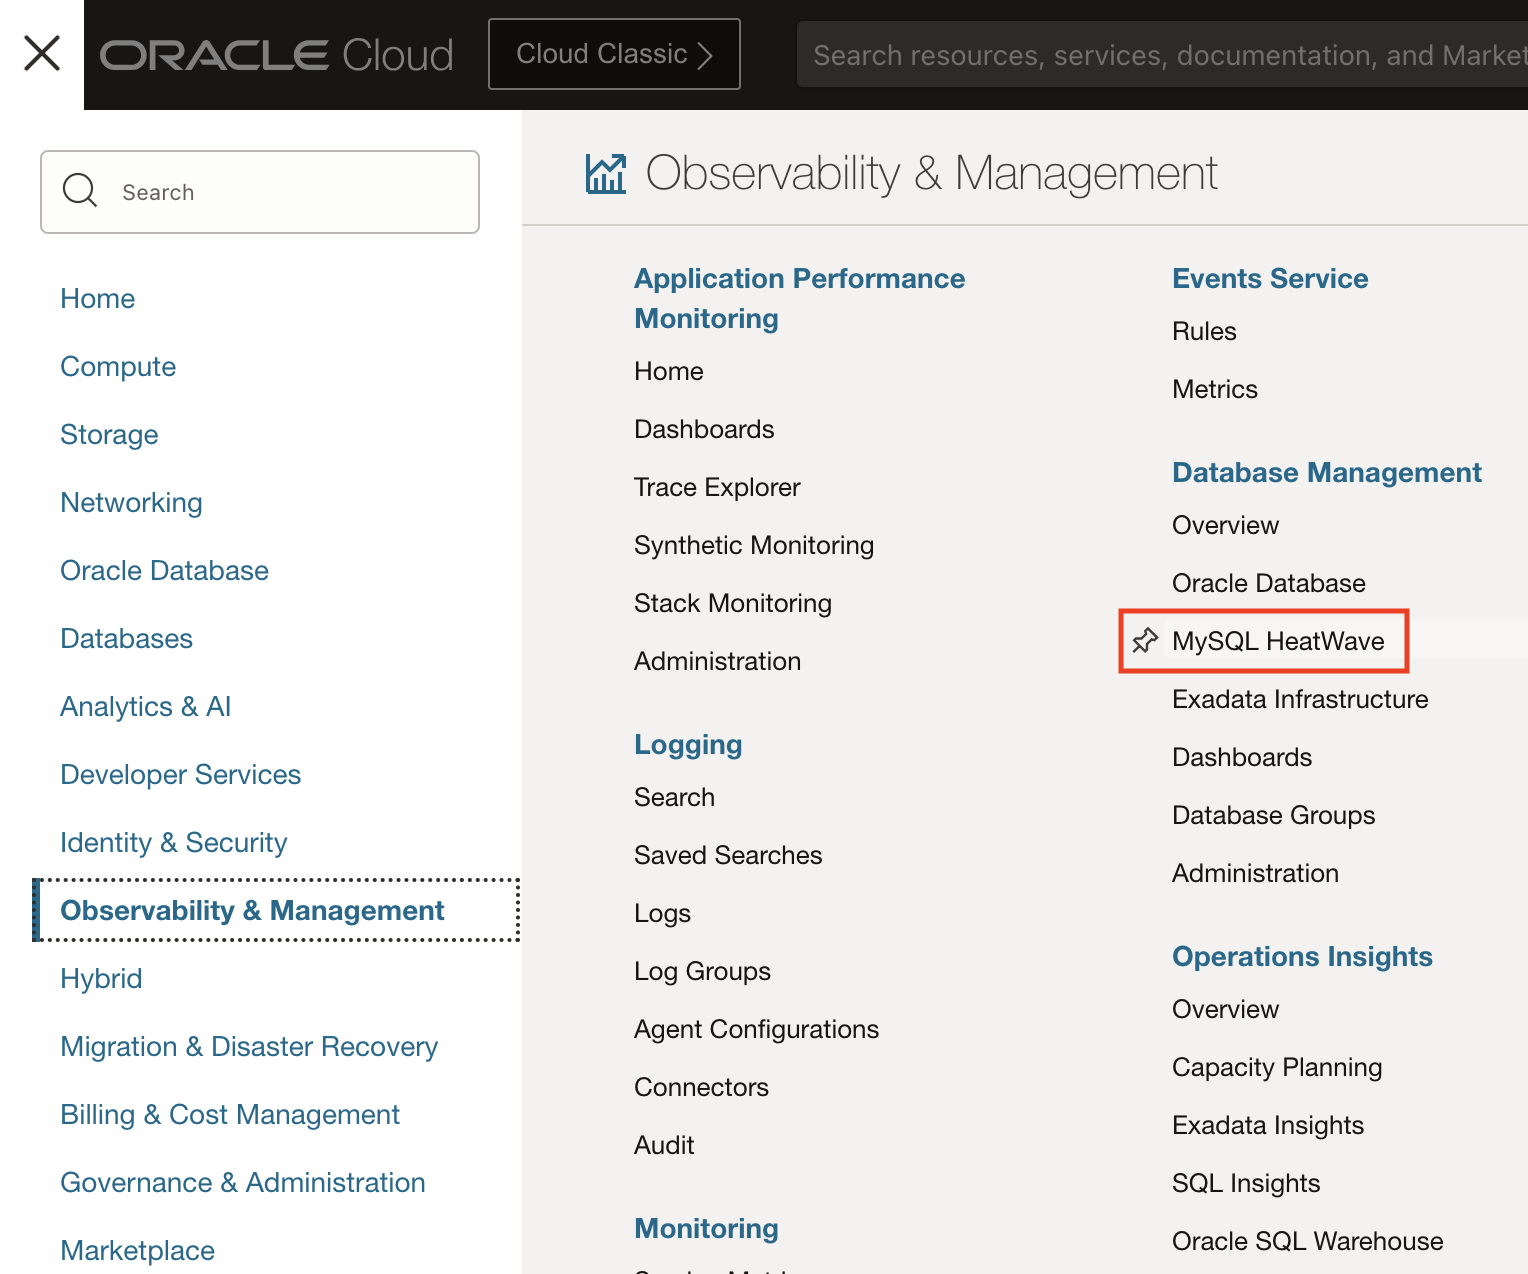 ORACLE Cloud
Cloud Classic
Search resources, services, documentation, and Market
Search
Home
Compute
Storage
Networking
Oracle Database
Databases
Analytics & AI
Developer Services
Identity & Security
Observability & Management
Hybrid
Migration & Disaster Recovery
Billing & Cost Management
Governance & Administration
Marketplace
Observability & Management
Application Performance
Monitoring
Home
Dashboards
Trace Explorer
Synthetic Monitoring
Stack Monitoring
Administration
Logging
Search
Saved Searches
Logs
Log Groups
Agent Configurations
Connectors
Audit
Monitoring
Events Service
Rules
Metrics
Database Management
Overview
Oracle Database
MySQL HeatWave
Exadata Infrastructure
Dashboards
Database Groups
Administration
Operations Insights
Overview
Capacity Planning
Exadata Insights
SQL Insights
Oracle SQL Warehouse